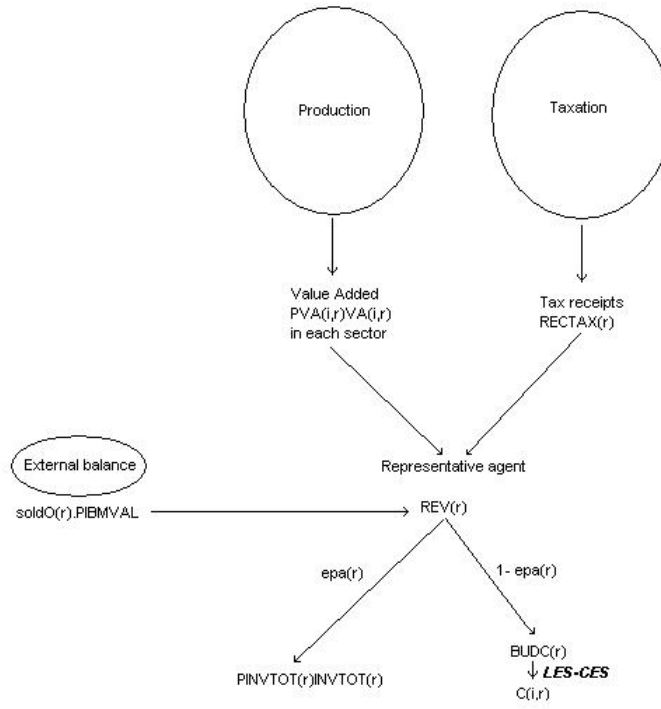 Production
Taxation
Value Added
PVA(i,r)VA(i,r)
in each sector
Tax receipts
RECTAX(r)
External balance
soldO(r).PIBMVAL
Representative agent
REV(r)
epa(r)
1- epa(r)
PINVTOT(r)INVTOT(r)
BUDC(r)
LES-CES
C(i,r)